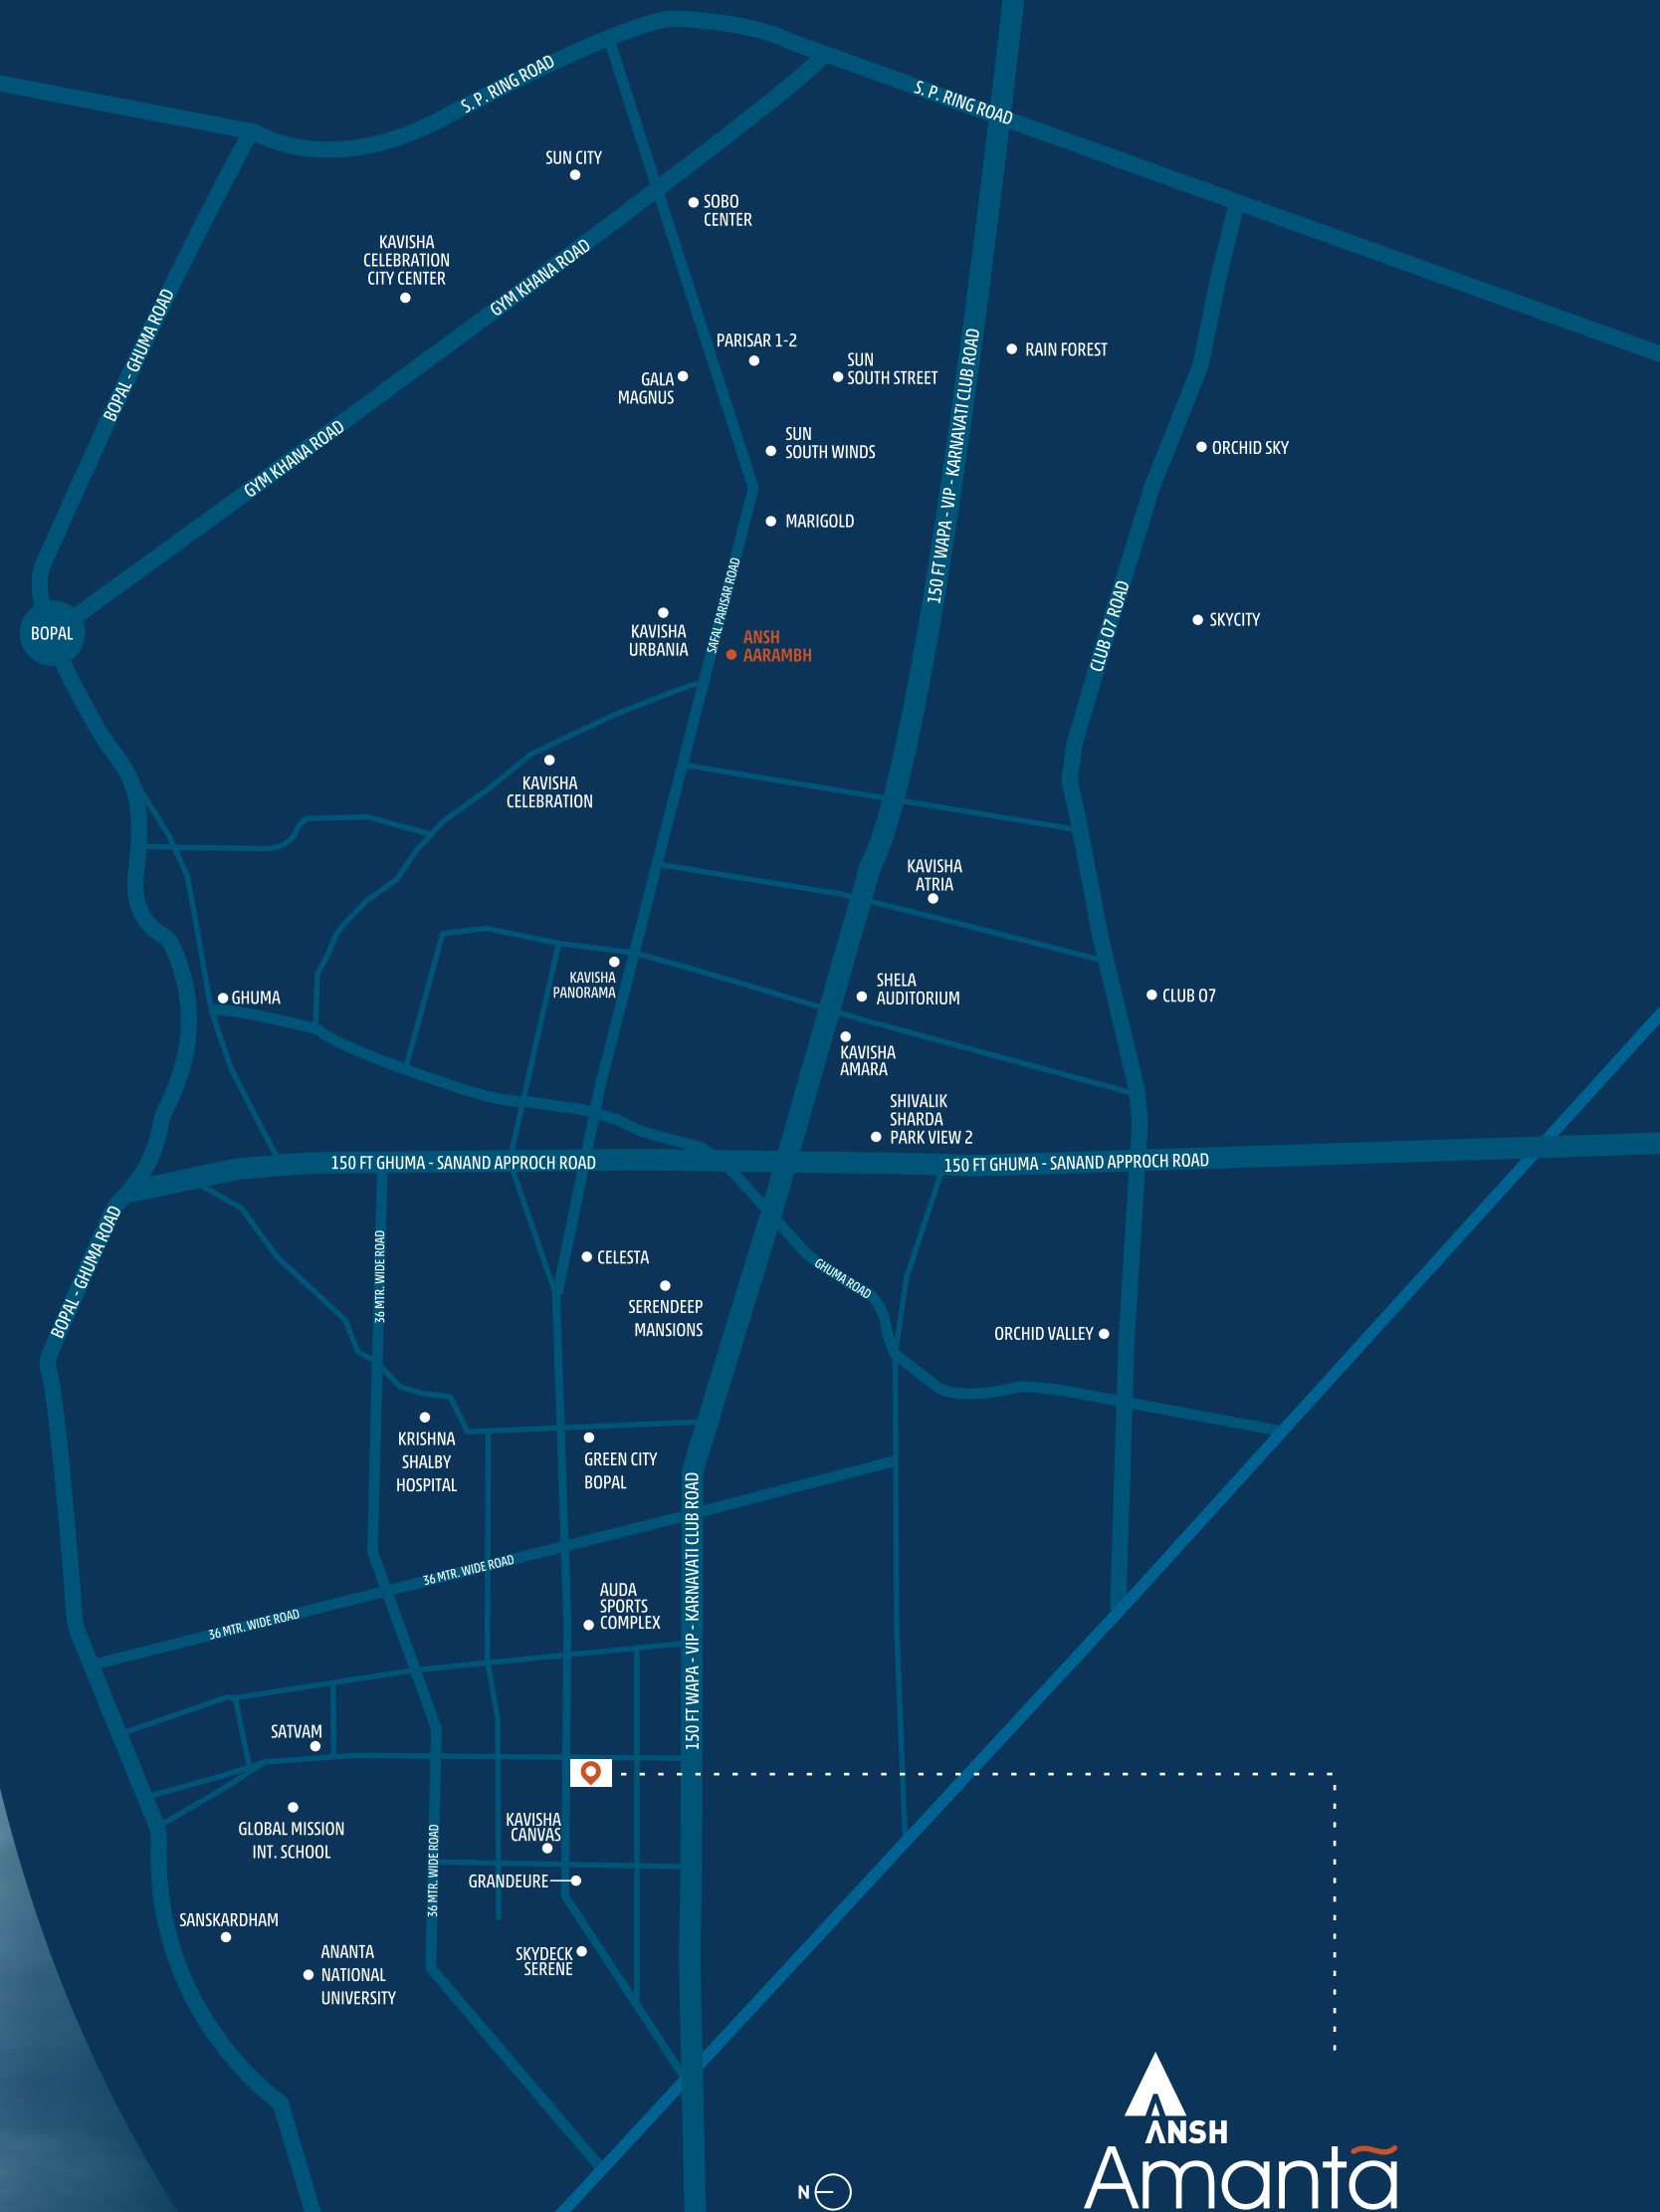 S. P. RING ROAD
S. P. RING ROAD
SUN CITY
SOBO
CENTER
KAVISHA
CELEBRATION
CITY CENTER
GYM KHANA ROAD
BOPAL - GHUMA ROAD
PARISAR 1-2
RAIN FOREST
SUN
SOUTH STREET
GALA
MAGNUS
150 FT WAPA - VIP - KARNAVATI CLUB ROAD
SUN
SOUTH WINDS
ORCHID SKY
GYM KHANA ROAD
MARIGOLD
SAFAL PARISAR ROAD
CLUB O7 ROAD
SKYCITY
BOPAL
KAVISHA
URBANIA
ANSH
AARAMBH
KAVISHA
CELEBRATION
KAVISHA
ATRIA
KAVISHA
PANORAMA
GHUMA
SHELA
AUDITORIUM
CLUB O7
KAVISHA
AMARA
SHIVALIK
SHARDA
PARK VIEW 2
150 FT GHUMA - SANAND APPROCH ROAD
150 FT GHUMA - SANAND APPROCH ROAD
BOPAL - GHUMA ROAD
36 MTR. WIDE ROAD
CELESTA
GHUMA ROAD
SERENDEEP
MANSIONS
ORCHID VALLEY
KRISHNA
SHALBY
HOSPITAL
GREEN CITY
BOPAL
150 FT WAPA - VIP - KARNAVATI CLUB ROAD
36 MTR. WIDE ROAD
36 MTR. WIDE ROAD
AUDA
SPORTS
COMPLEX
SATVAM
GLOBAL MISSION
INT. SCHOOL
KAVISHA
CANVAS
36 MTR. WIDE ROAD
GRANDEURE
SANSKARDHAM
ANANTA
NATIONAL
UNIVERSITY
SKYDECK
SERENE
ANSH
Amanta
N